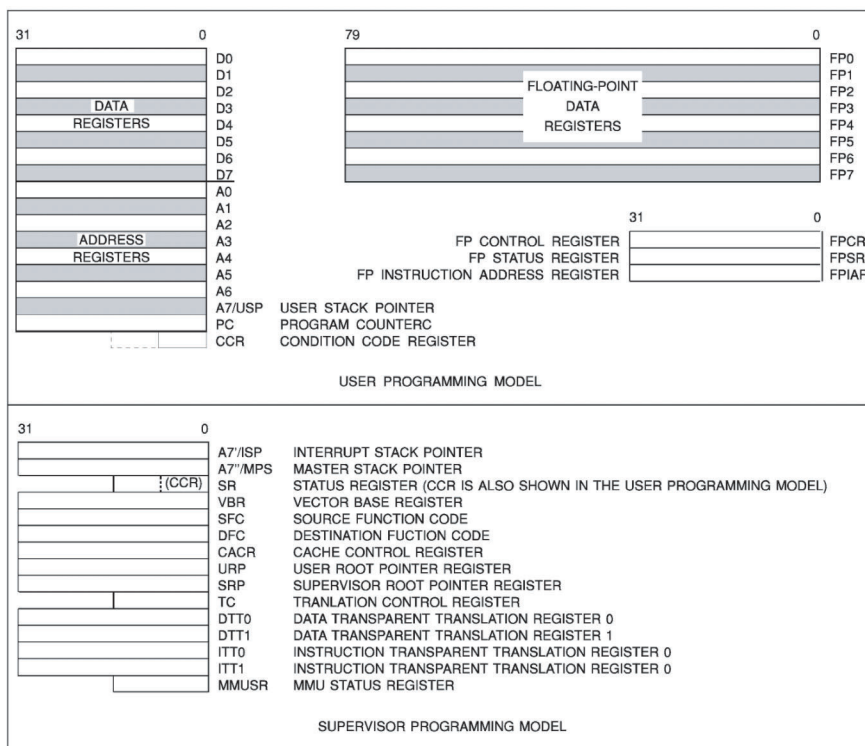 31 0
D0
D1
D2
DATA D3
REGISTERS D4
D5
D6
D7
A0
A1
A2
ADDRESS A3
REGISTERS A4
A5
A6
A7/USP USER STACK POINTER
PC PROGRAM COUNTERC
CCR CONDITION CODE REGISTER
79 0
FP0
FP1
FLOATING-POINT FP2
DATA FP3
REGISTERS FP4
FP5
FP6
FP7
31 0
FP CONTROL REGISTER FPCR
FP STATUS REGISTER FPSR
FP INSTRUCTION ADDRESS REGISTER FPIAR
USER PROGRAMMING MODEL
31 0
A7'/ISP INTERRUPT STACK POINTER
A7"/MPS MASTER STACK POINTER
(CCR) SR STATUS REGISTER (CCR IS ALSO SHOWN IN THE USER PROGRAMMING MODEL)
VBR VECTOR BASE REGISTER
SFC SOURCE FUNCTION CODE
DFC DESTINATION FUCTION CODE
CACR CACHE CONTROL REGISTER
URP USER ROOT POINTER REGISTER
SRP SUPERVISOR ROOT POINTER REGISTER
TC TRANLATION CONTROL REGISTER
DTT0 DATA TRANSPARENT TRANSLATION REGISTER 0
DTT1 DATA TRANSPARENT TRANSLATION REGISTER 1
ITT0 INSTRUCTION TRANSPARENT TRANSLATION REGISTER 0
ITT1 INSTRUCTION TRANSPARENT TRANSLATION REGISTER 0
MMUSR MMU STATUS REGISTER
SUPERVISOR PROGRAMMING MODEL